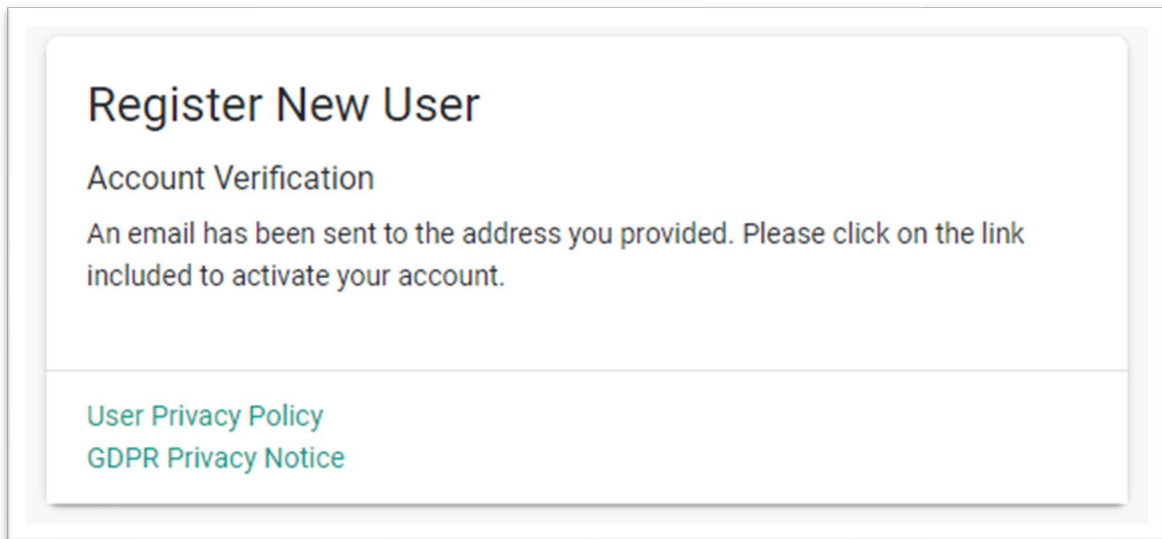 Register New User
Account Verification
An email has been sent to the address you provided. Please click on the link
included to activate your account.
User Privacy Policy
GDPR Privacy Notice